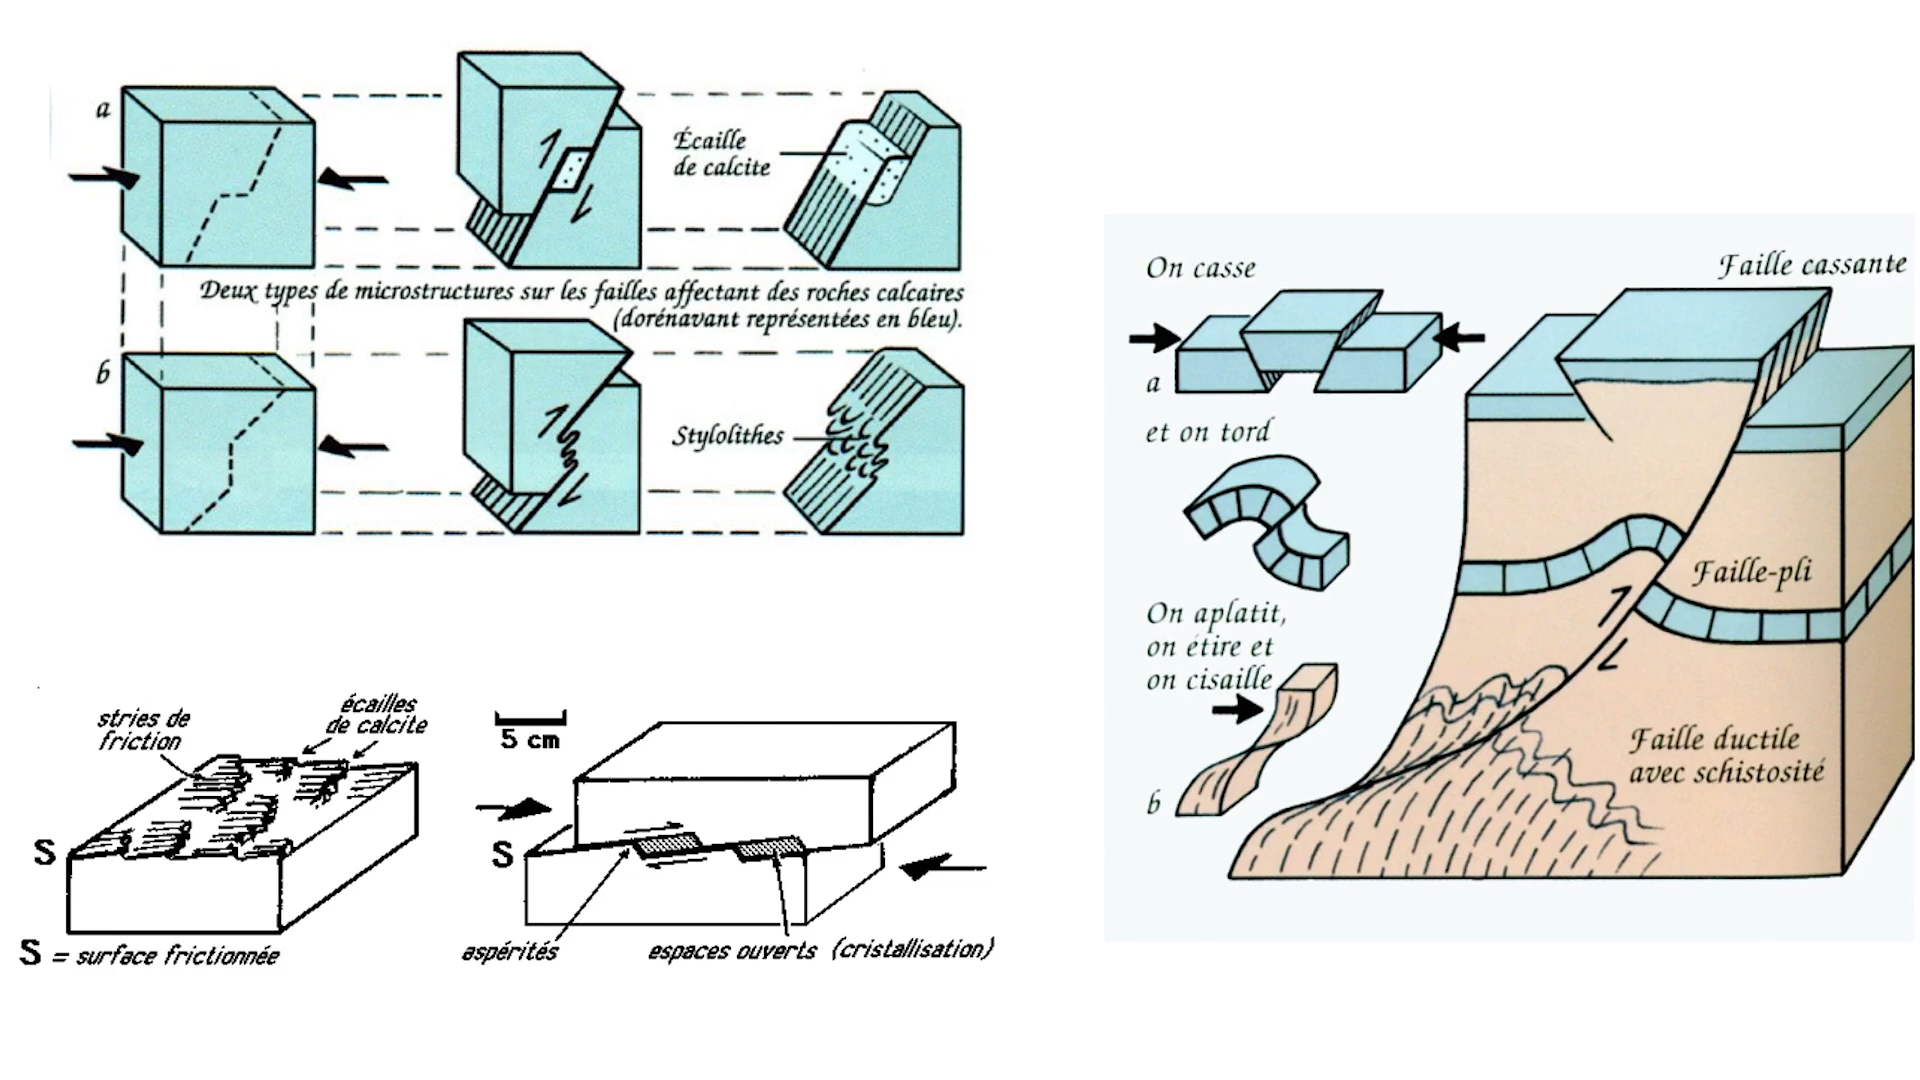 a
Écaille
de calcite
Deux types de microstructures sur les failles affectant des roches calcaires
(dorénavant représentées en bleu).
b
Stylolithes
stries de
friction
écailles
de calcite
S
S = surface frictionnée
5 cm
S
aspérités
espaces ouverts (cristallisation)
On casse
a
et on tord
On aplatit,
on étire et
on cisaille
b
Faille cassante
Faille-pli
Faille ductile
avec schistosité